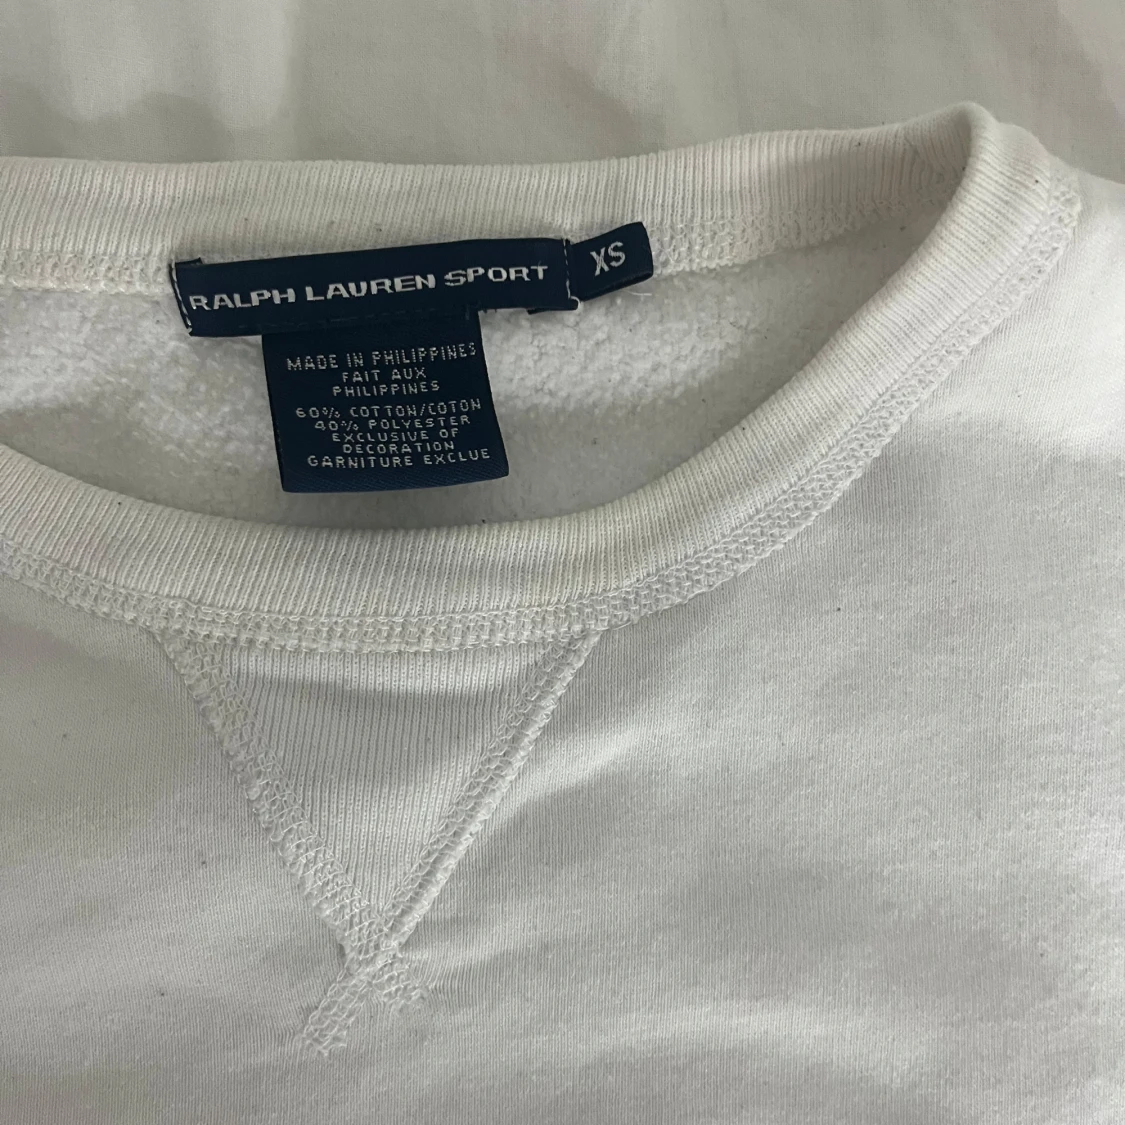 RALPH LAUREN SPORT
XS
MADE IN PHILIPPINES
FAIT AUX
PHILIPPINES
60% COTTON/COTON
40% POLYESTER
EXCLUSIVE OF
DECORATION
GARNITURE EXCLUE